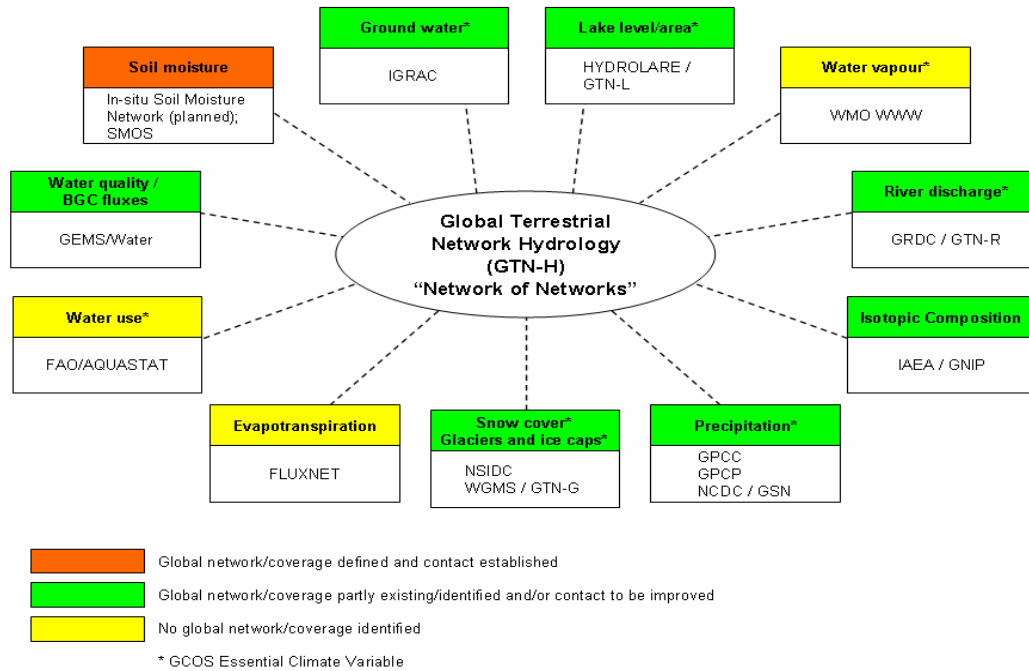 Ground water*
IGRAC
Lake level/area*
HYDROLARE /
GTN-L
Soil moisture
In-situ Soil Moisture
Network (planned);
SMOS
Water vapour*
WMO WWW
Water quality /
BGC fluxes
GEMS/Water
Global Terrestrial
Network Hydrology
(GTN-H)
“Network of Networks”
River discharge*
GRDC / GTN-R
Water use*
FAO/AQUASTAT
Isotopic Composition
IAEA / GNIP
Evapotranspiration
FLUXNET
Snow cover*
Glaciers and ice caps*
NSIDC
WGMS / GTN-G
Precipitation*
GPCC
GPCP
NCDC / GSN
Global network/coverage defined and contact established
Global network/coverage partly existing/identified and/or contact to be improved
No global network/coverage identified
* GCOS Essential Climate Variable